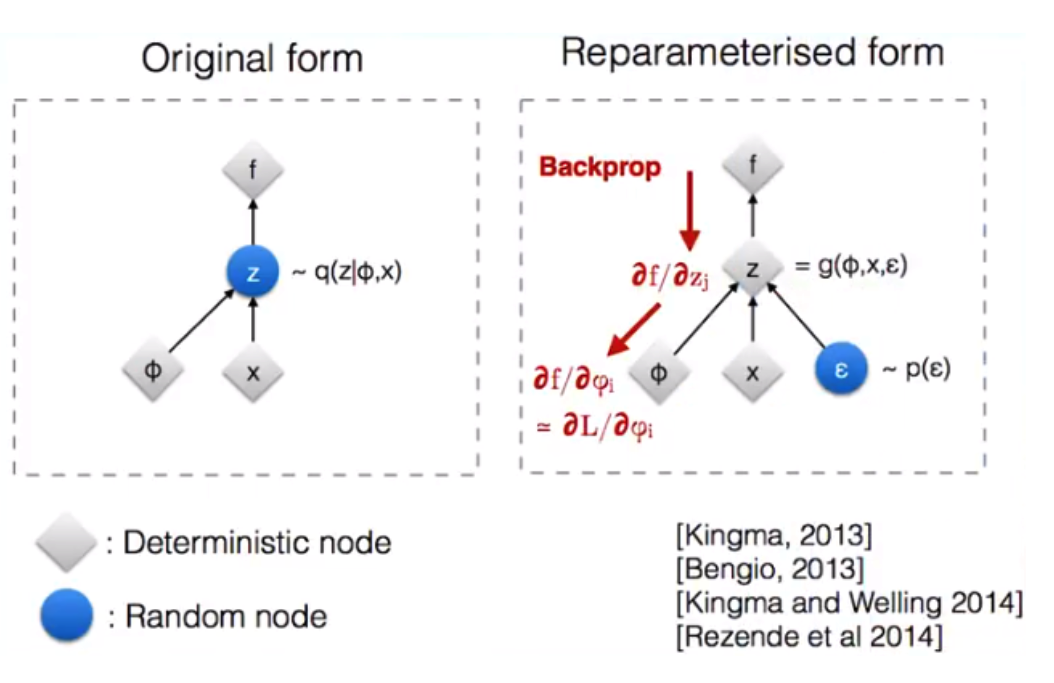 Original form
f
z ~ q(z|ϕ,x)
ϕ x
Reparameterised form
Backprop f
∂f/∂zⱼ z = g(ϕ,x,ε)
∂f/∂φᵢ ϕ x ε ~ p(ε)
≃ ∂L/∂φᵢ
: Deterministic node
: Random node
[Kingma, 2013]
[Bengio, 2013]
[Kingma and Welling 2014]
[Rezende et al 2014]